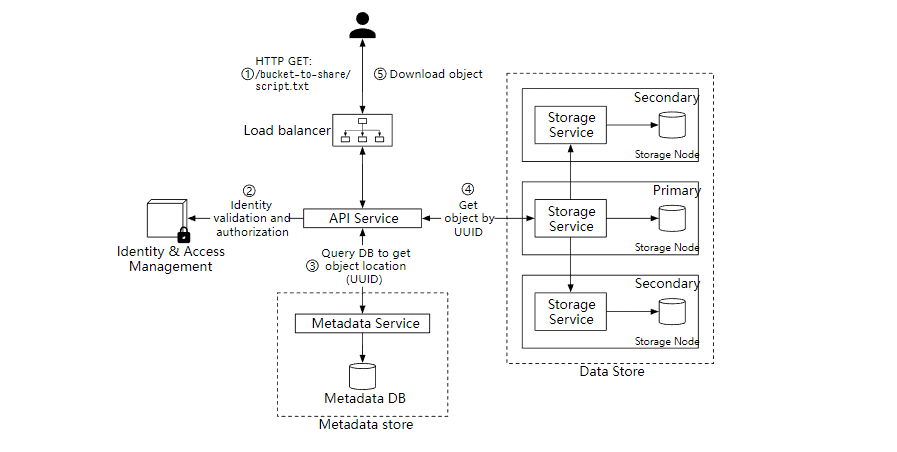 HTTP GET:
① /bucket-to-share/
script.txt
⑤ Download object
Load balancer
②
Identity
validation and
authorization
Identity & Access
Management
API Service
④
Get
object by
UUID
Query DB to get
③ object location
(UUID)
Metadata Service
Metadata DB
Metadata store
Secondary
Storage
Service
Storage Node
Primary
Storage
Service
Storage Node
Secondary
Storage
Service
Storage Node
Data Store